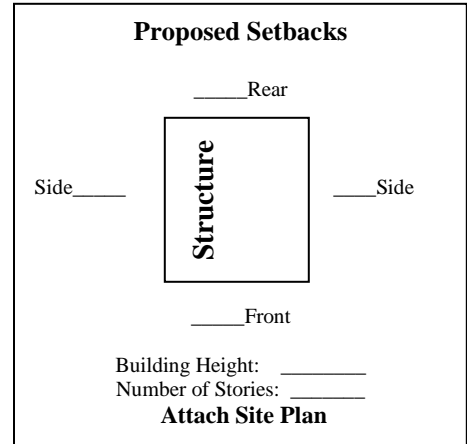 Proposed Setbacks
_____Rear
Structure
Side_____
____Side
_____Front
Building Height: ________
Number of Stories: _______
Attach Site Plan